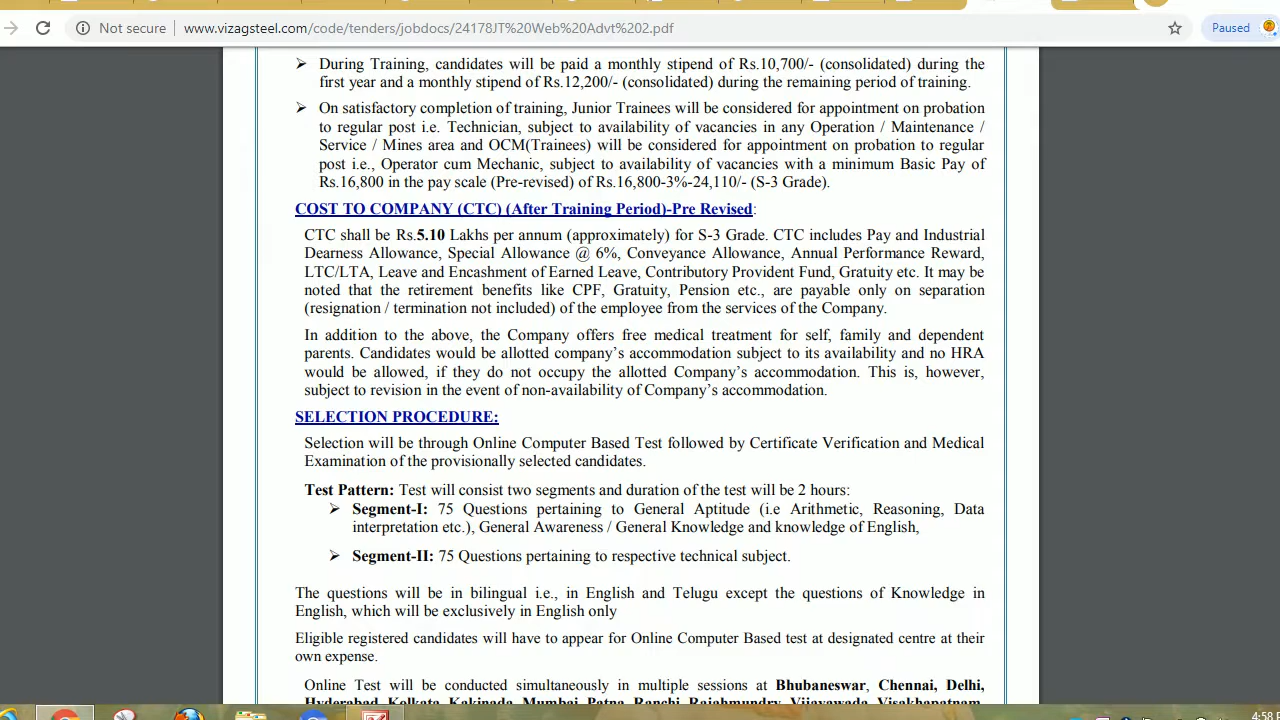 Not secure | www.vizagsteel.com/code/tenders/jobdocs/24178JT%20Web%20Advt%202.pdf
Paused
During Training, candidates will be paid a monthly stipend of Rs.10,700/- (consolidated) during the
first year and a monthly stipend of Rs.12,200/- (consolidated) during the remaining period of training.
On satisfactory completion of training, Junior Trainees will be considered for appointment on probation
to regular post i.e. Technician, subject to availability of vacancies in any Operation / Maintenance /
Service / Mines area and OCM(Trainees) will be considered for appointment on probation to regular
post i.e., Operator cum Mechanic, subject to availability of vacancies with a minimum Basic Pay of
Rs.16,800 in the pay scale (Pre-revised) of Rs.16,800-3%-24,110/- (S-3 Grade).
COST TO COMPANY (CTC) (After Training Period)-Pre Revised:
CTC shall be Rs.5.10 Lakhs per annum (approximately) for S-3 Grade. CTC includes Pay and Industrial
Dearness Allowance, Special Allowance @ 6%, Conveyance Allowance, Annual Performance Reward,
LTC/LTA, Leave and Encashment of Earned Leave, Contributory Provident Fund, Gratuity etc. It may be
noted that the retirement benefits like CPF, Gratuity, Pension etc., are payable only on separation
(resignation / termination not included) of the employee from the services of the Company.
In addition to the above, the Company offers free medical treatment for self, family and dependent
parents. Candidates would be allotted company's accommodation subject to its availability and no HRA
would be allowed, if they do not occupy the allotted Company's accommodation. This is, however,
subject to revision in the event of non-availability of Company's accommodation.
SELECTION PROCEDURE:
Selection will be through Online Computer Based Test followed by Certificate Verification and Medical
Examination of the provisionally selected candidates.
Test Pattern: Test will consist two segments and duration of the test will be 2 hours:
Segment-I: 75 Questions pertaining to General Aptitude (i.e Arithmetic, Reasoning, Data
interpretation etc.), General Awareness / General Knowledge and knowledge of English,
Segment-II: 75 Questions pertaining to respective technical subject.
The questions will be in bilingual i.e., in English and Telugu except the questions of Knowledge in
English, which will be exclusively in English only
Eligible registered candidates will have to appear for Online Computer Based test at designated centre at their
own expense.
Online Test will be conducted simultaneously in multiple sessions at Bhubaneswar, Chennai, Delhi,
Hyderabad, Kolkata, Kakinada, Mumbai, Patna, Ranchi, Rajahmundry, Vijayawada, Visakhapatnam,
4:58